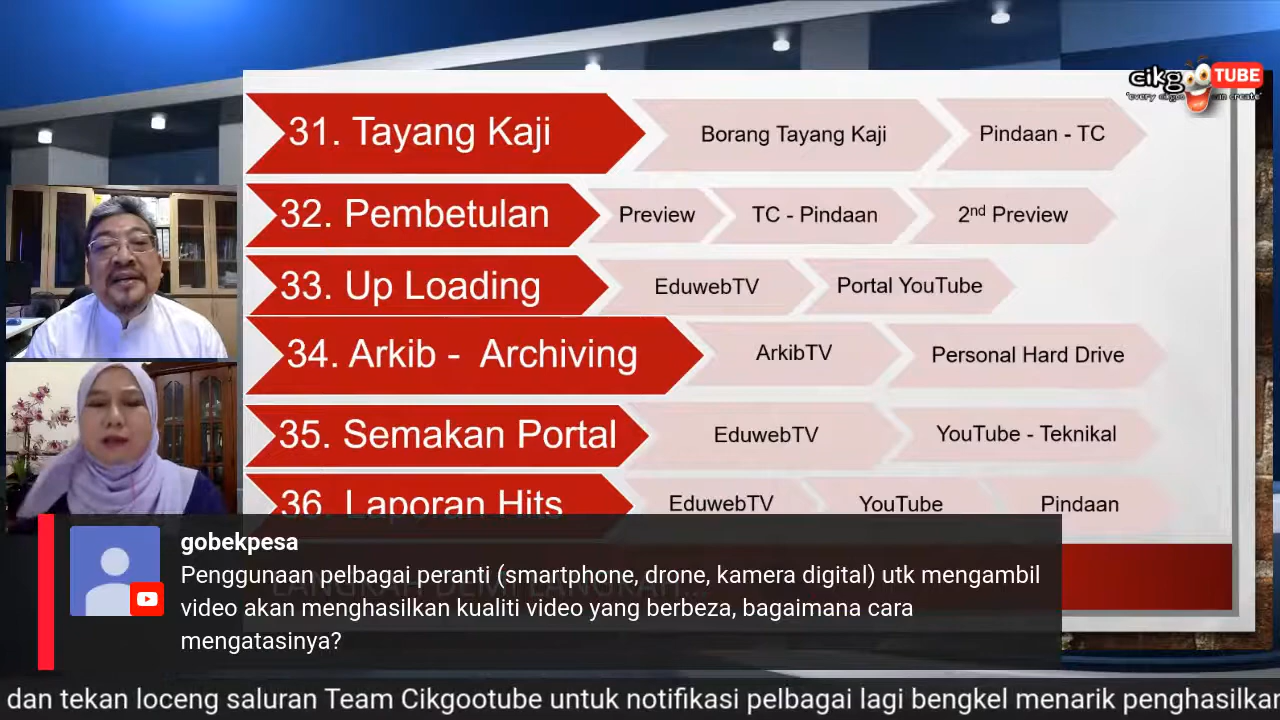 cikgoo TUBE
31. Tayang Kaji
Borang Tayang Kaji
Pindaan - TC
32. Pembetulan
Preview
TC - Pindaan
2nd Preview
33. Up Loading
EduwebTV
Portal YouTube
34. Arkib - Archiving
ArkibTV
Personal Hard Drive
35. Semakan Portal
EduwebTV
YouTube - Teknikal
36. Laporan Hits
EduwebTV
YouTube
Pindaan
gobekpesa
Penggunaan pelbagai peranti (smartphone, drone, kamera digital) utk mengambil
video akan menghasilkan kualiti video yang berbeza, bagaimana cara
mengatasinya?
dan tekan loceng saluran Team Cikgootube untuk notifikasi pelbagai lagi bengkel menarik penghasilkan